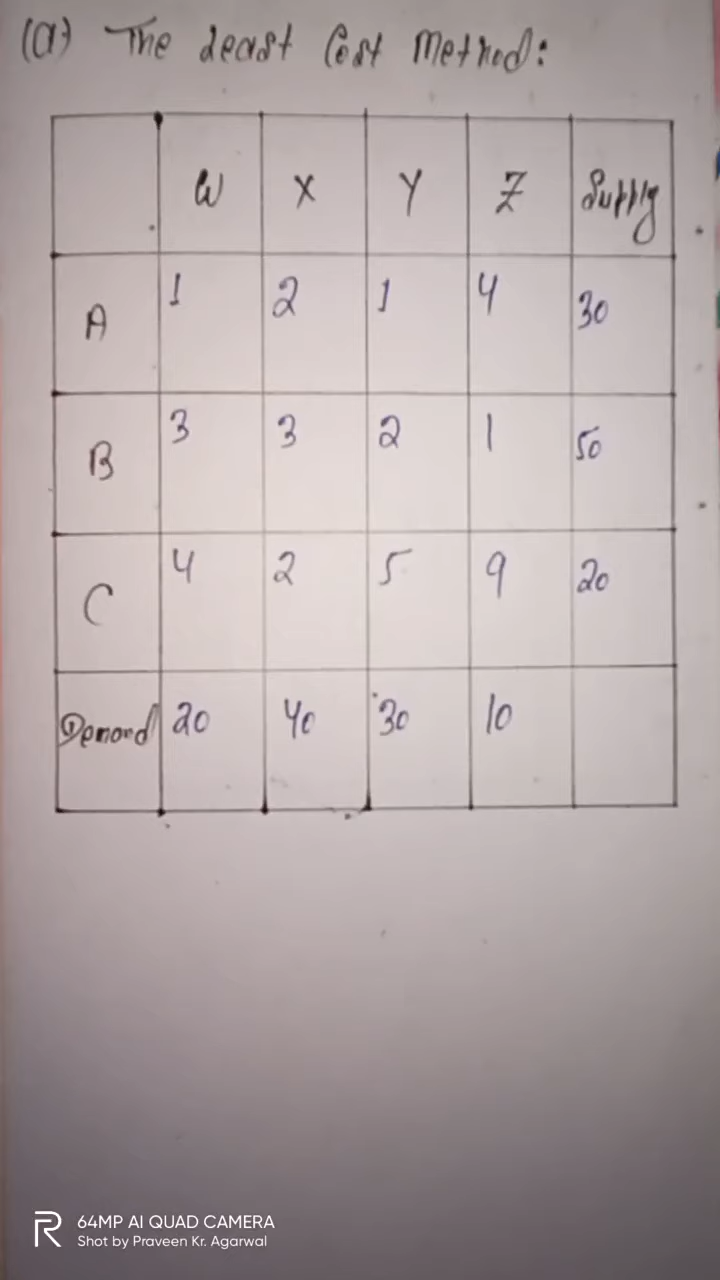 (a) The Least Cost Method:
W X Y Z Supply
A 1 2 1 4 30
B 3 3 2 1 50
C 4 2 5 9 20
Demand 20 40 30 10
R 64MP AI QUAD CAMERA
Shot by Praveen Kr. Agarwal